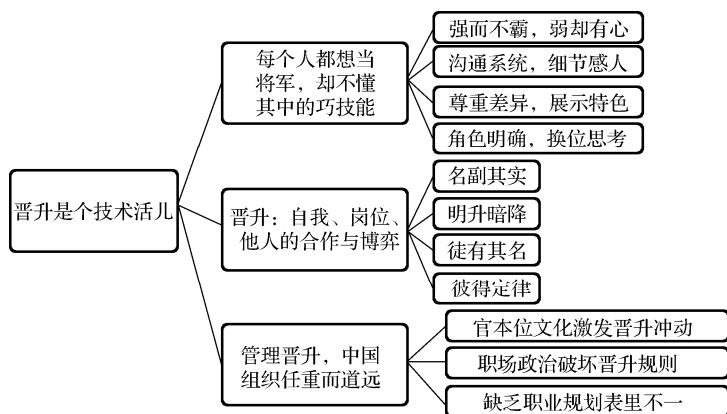 晋升是个技术活儿
每个人都想当
将军，却不懂
其中的巧技能
强而不霸，弱却有心
沟通系统，细节感人
尊重差异，展示特色
角色明确，换位思考
晋升：自我、岗位、
他人的合作与博弈
名副其实
明升暗降
徒有其名
彼得定律
管理晋升，中国
组织任重而道远
官本位文化激发晋升冲动
职场政治破坏晋升规则
缺乏职业规划表里不一